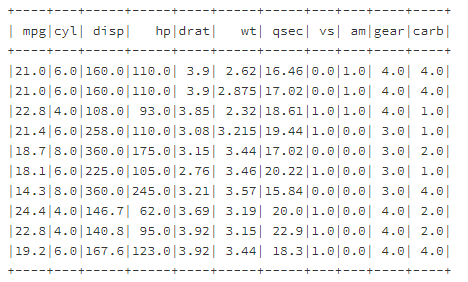 +----+---+-----+-----+----+-----+-----+---+---+----+----+
| mpg|cyl| disp|   hp|drat|   wt| qsec| vs| am|gear|carb|
+----+---+-----+-----+----+-----+-----+---+---+----+----+
|21.0|6.0|160.0|110.0| 3.9| 2.62|16.46|0.0|1.0| 4.0| 4.0|
|21.0|6.0|160.0|110.0| 3.9|2.875|17.02|0.0|1.0| 4.0| 4.0|
|22.8|4.0|108.0| 93.0|3.85| 2.32|18.61|1.0|1.0| 4.0| 1.0|
|21.4|6.0|258.0|110.0|3.08|3.215|19.44|1.0|0.0| 3.0| 1.0|
|18.7|8.0|360.0|175.0|3.15| 3.44|17.02|0.0|0.0| 3.0| 2.0|
|18.1|6.0|225.0|105.0|2.76| 3.46|20.22|1.0|0.0| 3.0| 1.0|
|14.3|8.0|360.0|245.0|3.21| 3.57|15.84|0.0|0.0| 3.0| 4.0|
|24.4|4.0|146.7| 62.0|3.69| 3.19| 20.0|1.0|0.0| 4.0| 2.0|
|22.8|4.0|140.8| 95.0|3.92| 3.15| 22.9|1.0|0.0| 4.0| 2.0|
|19.2|6.0|167.6|123.0|3.92| 3.44| 18.3|1.0|0.0| 4.0| 4.0|
+----+---+-----+-----+----+-----+-----+---+---+----+----+